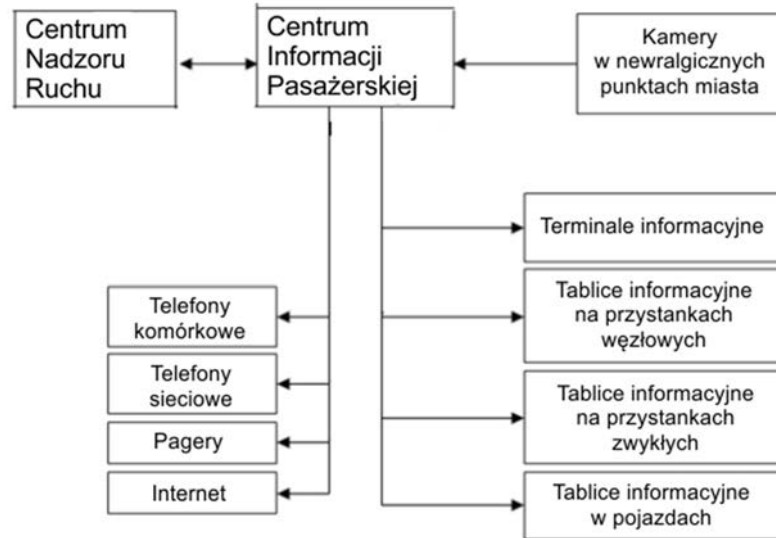 Centrum
Nadzoru
Ruchu
Centrum
Informacji
Pasażerskiej
Kamery
w newralgicznych
punktach miasta
Terminale informacyjne
Tablice informacyjne
na przystankach
węzłowych
Tablice informacyjne
na przystankach
zwykłych
Tablice informacyjne
w pojazdach
Telefony
komórkowe
Telefony
sieciowe
Pagery
Internet